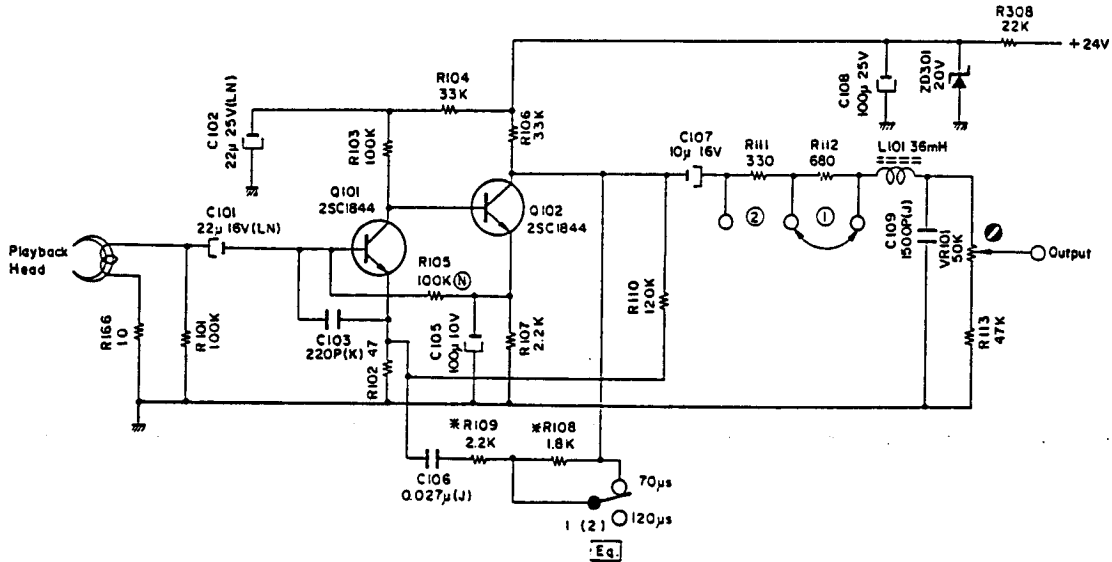 R308
22K
+24V
R104
33K
C108
100μ 25V
ZD301
20V
C102
22μ 25V(LN)
R103
100K
R106
33K
C107
10μ 16V
R111
330
R112
680
L101 36mH
Q101
2SC1844
Q102
2SC1844
②
①
C101
22μ 16V(LN)
C109
1500P(J)
VR101
50K
Output
Playback
Head
R105
100K Ⓝ
R110
120K
R166
10
R101
100K
C103
220P(K)
R102
47
C105
100μ 10V
R107
2.2K
R113
47K
※R109
2.2K
※R108
1.8K
C106
0.027μ(J)
70μs
120μs
1 (2)
Eq.